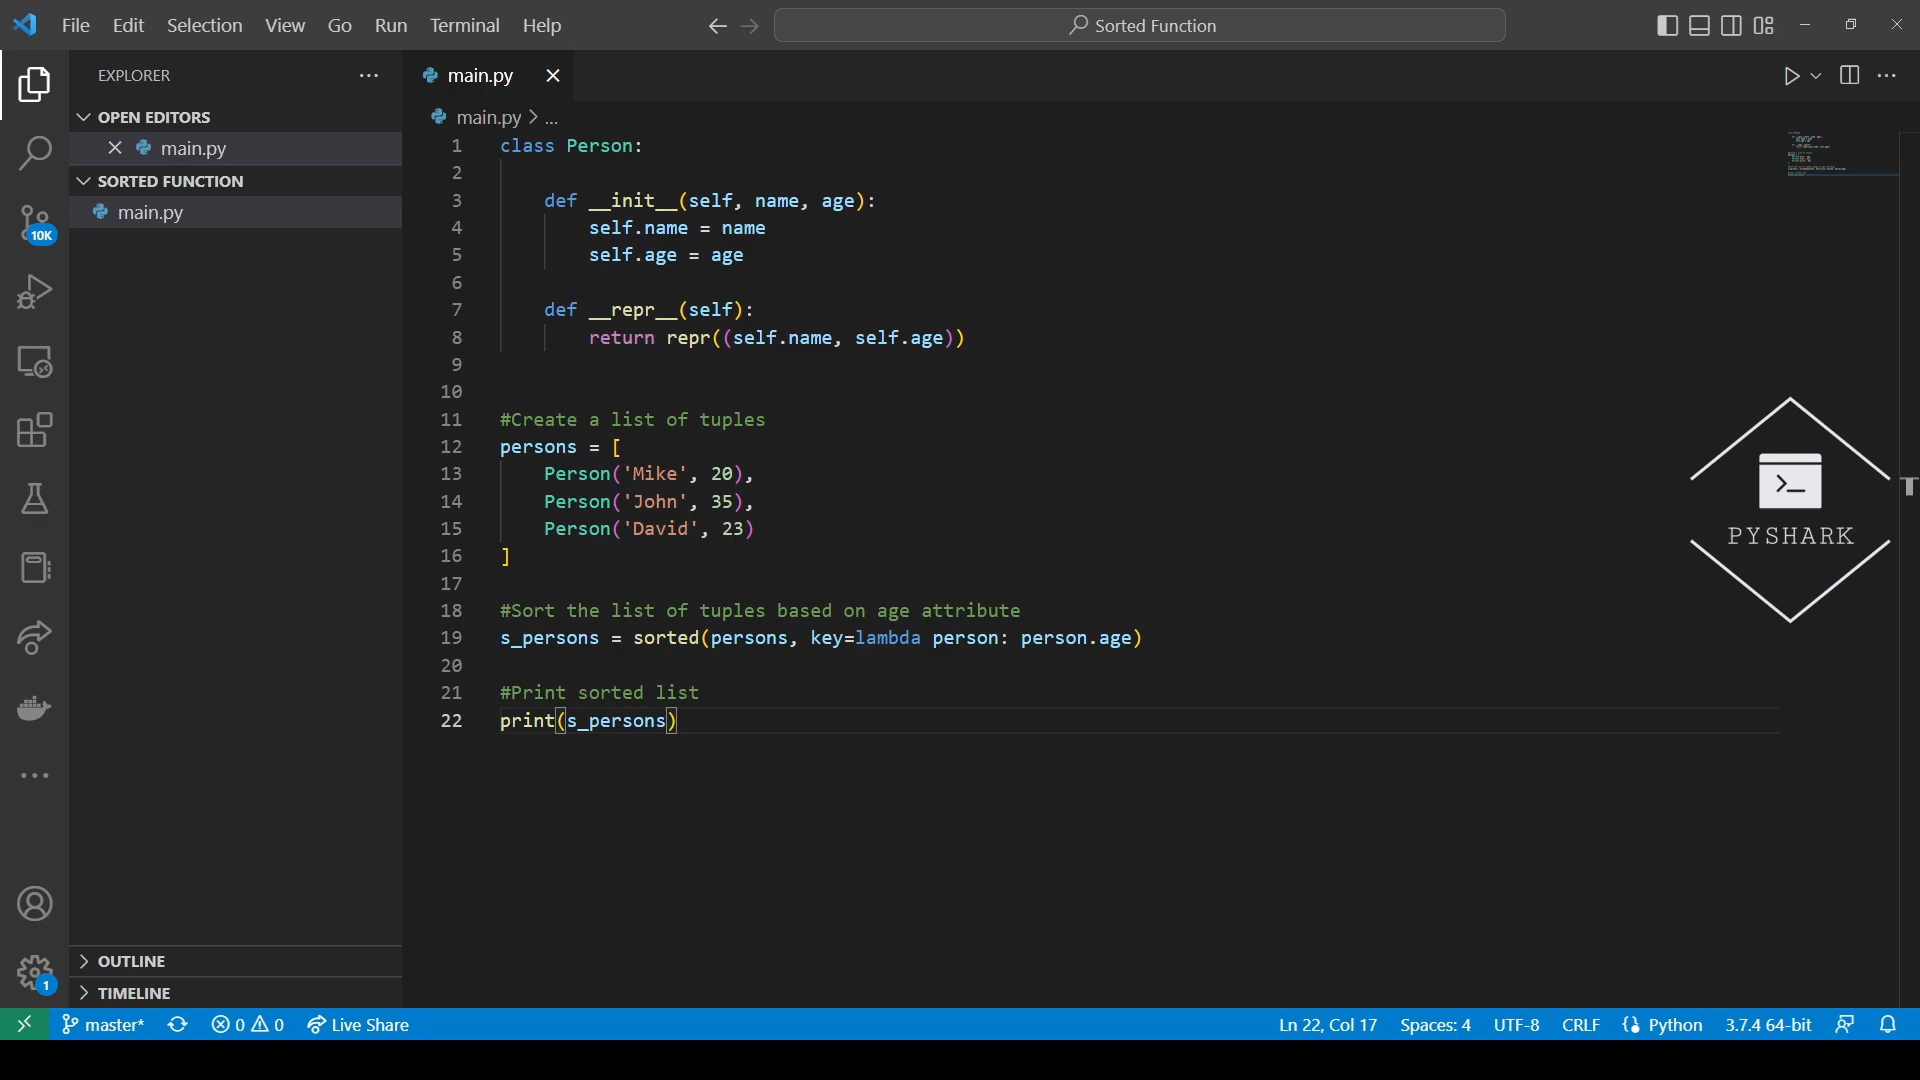 File Edit Selection View Go Run Terminal Help
Sorted Function
EXPLORER
OPEN EDITORS
main.py
SORTED FUNCTION
main.py
10K
OUTLINE
1
TIMELINE
main.py
main.py > ...
1 class Person:
2
3     def __init__(self, name, age):
4         self.name = name
5         self.age = age
6
7     def __repr__(self):
8         return repr((self.name, self.age))
9
10
11 #Create a list of tuples
12 persons = [
13     Person('Mike', 20),
14     Person('John', 35),
15     Person('David', 23)
16 ]
17
18 #Sort the list of tuples based on age attribute
19 s_persons = sorted(persons, key=lambda person: person.age)
20
21 #Print sorted list
22 print(s_persons)
>_
PYSHARK
master* 0 0 Live Share Ln 22, Col 17 Spaces: 4 UTF-8 CRLF Python 3.7.4 64-bit